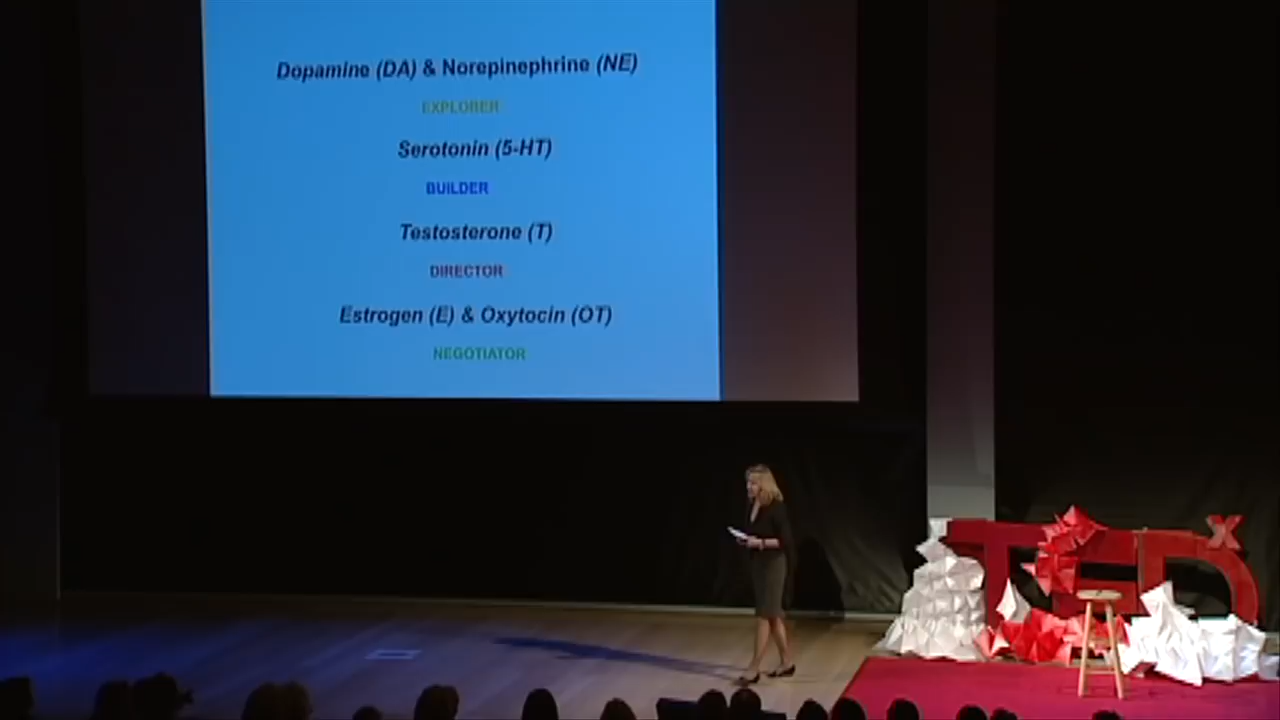 Dopamine (DA) & Norepinephrine (NE)
EXPLORER
Serotonin (5-HT)
BUILDER
Testosterone (T)
DIRECTOR
Estrogen (E) & Oxytocin (OT)
NEGOTIATOR
TEDx